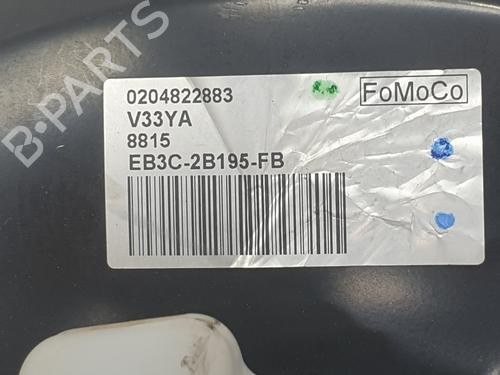 0204822883
FoMoCo
V33YA
8815
EB3C-2B195-FB
B-PARTS